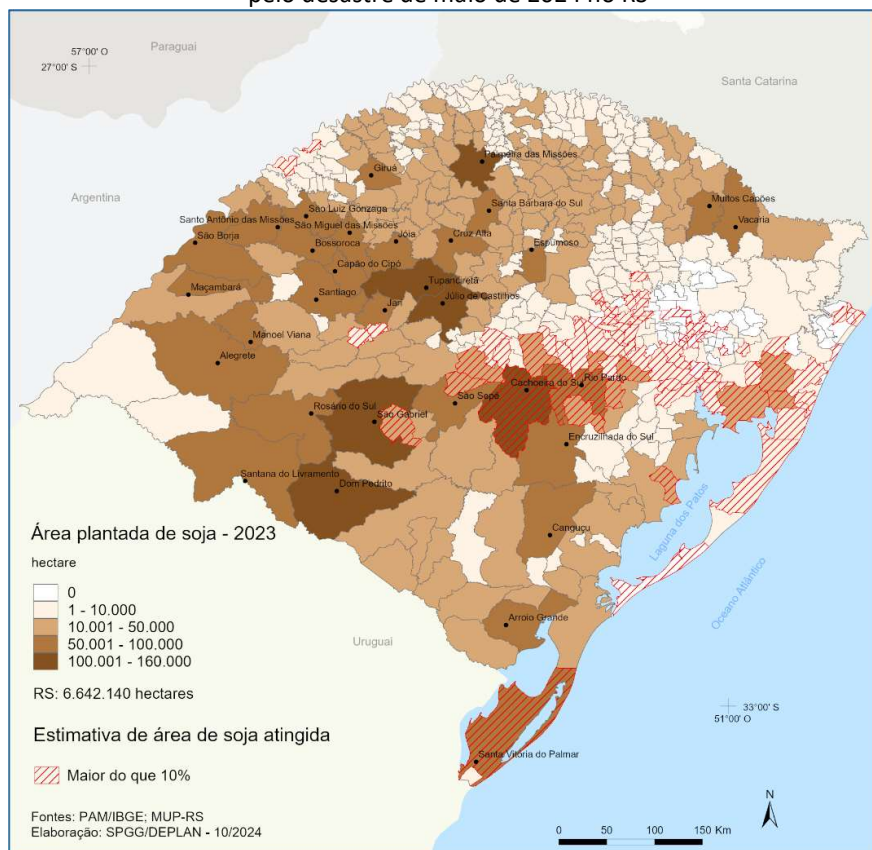 pelo desastre de maio de 2024 no RS
57°00' O
27°00' S
Paraguai
Santa Catarina
Argentina
Palmeira das Missões
Giruá
Muitos Capões
Santa Bárbara do Sul
São Luiz Gonzaga
Santo Antônio das Missões
São Miguel das Missões
Vacaria
São Borja
Jóia
Cruz Alta
Bossoroca
Espumoso
Capão do Cipó
Tupanciretã
Maçambará
Santiago
Júlio de Castilhos
Jari
Manoel Viana
Alegrete
Cachoeira do Sul
Rio Pardo
São Sepé
Rosário do Sul
São Gabriel
Encruzilhada do Sul
Santana do Livramento
Dom Pedrito
Laguna dos Patos
Canguçu
Oceano Atlântico
Área plantada de soja - 2023
hectare
0
1 - 10.000
10.001 - 50.000
50.001 - 100.000
100.001 - 160.000
Arroio Grande
Uruguai
RS: 6.642.140 hectares
33°00' S
51°00' O
Estimativa de área de soja atingida
Santa Vitória do Palmar
Maior do que 10%
Fontes: PAM/IBGE; MUP-RS
Elaboração: SPGG/DEPLAN - 10/2024
N
0 50 100 150 Km